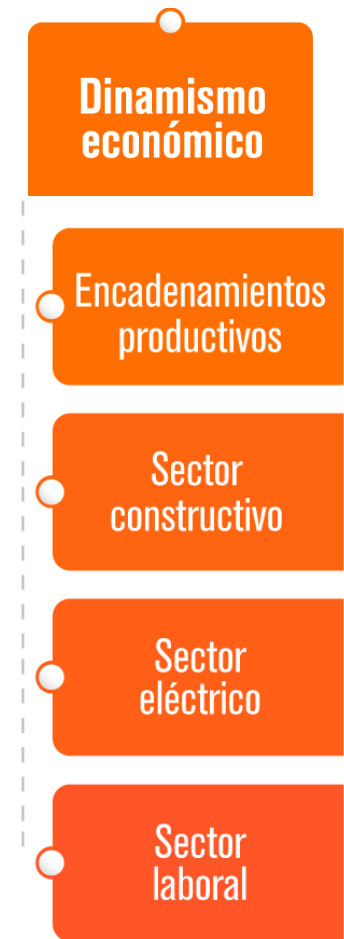 Dinamismo
económico
Encadenamientos
productivos
Sector
constructivo
Sector
eléctrico
Sector
laboral